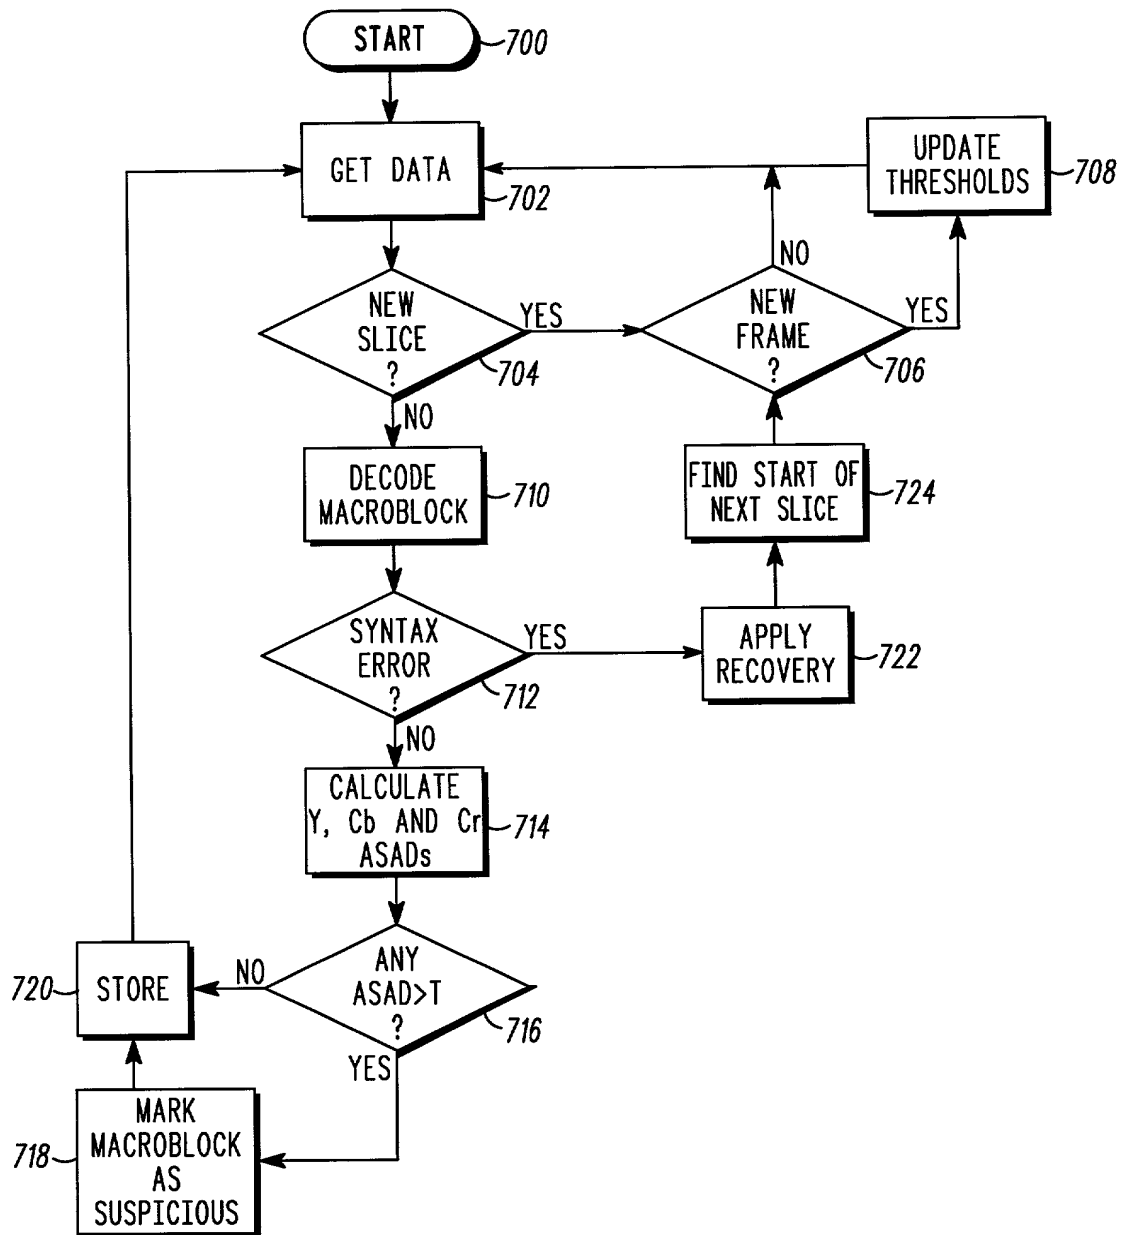 START
700
GET DATA
702
UPDATE
THRESHOLDS
708
NEW
SLICE
?
704
YES
NO
NEW
FRAME
?
706
NO
YES
DECODE
MACROBLOCK
710
FIND START OF
NEXT SLICE
724
SYNTAX
ERROR
?
712
YES
NO
APPLY
RECOVERY
722
CALCULATE
Y, Cb AND Cr
ASADs
714
ANY
ASAD>T
?
716
NO
YES
STORE
720
MARK
MACROBLOCK
AS
SUSPICIOUS
718